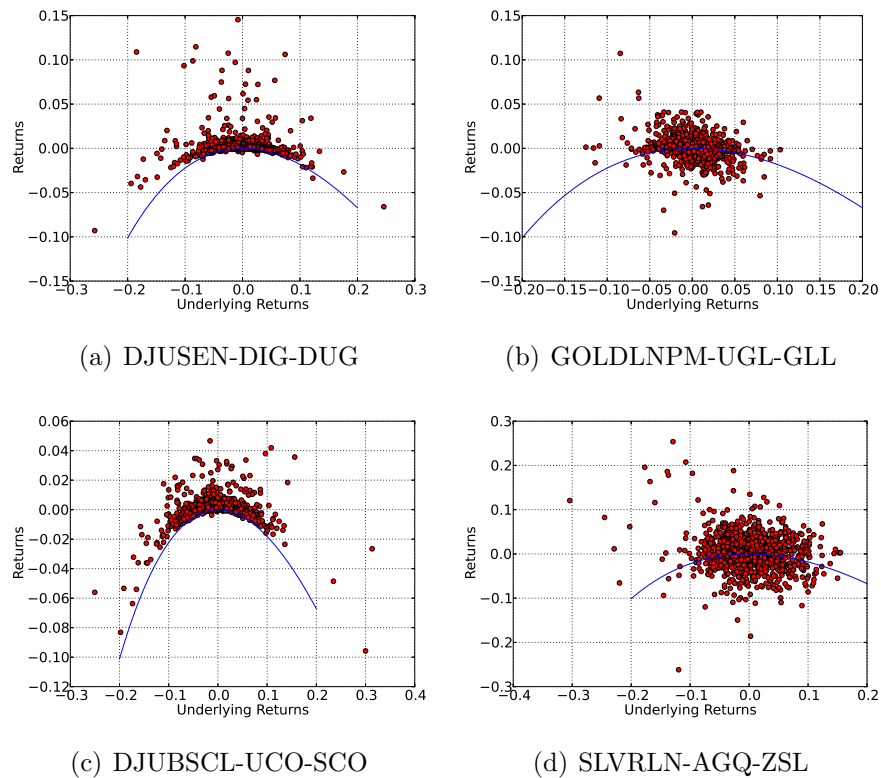 0.15
0.10
0.05
0.00
−0.05
−0.10
−0.15
Returns
−0.3 −0.2 −0.1 0.0 0.1 0.2 0.3
Underlying Returns
(a) DJUSEN-DIG-DUG
0.15
0.10
0.05
0.00
−0.05
−0.10
−0.15
Returns
−0.20 −0.15 −0.10 −0.05 0.00 0.05 0.10 0.15 0.20
Underlying Returns
(b) GOLDLNPM-UGL-GLL
0.06
0.04
0.02
0.00
−0.02
−0.04
−0.06
−0.08
−0.10
−0.12
Returns
−0.3 −0.2 −0.1 0.0 0.1 0.2 0.3 0.4
Underlying Returns
(c) DJUBSCL-UCO-SCO
0.3
0.2
0.1
0.0
−0.1
−0.2
−0.3
Returns
−0.4 −0.3 −0.2 −0.1 0.0 0.1 0.2
Underlying Returns
(d) SLVRLN-AGQ-ZSL